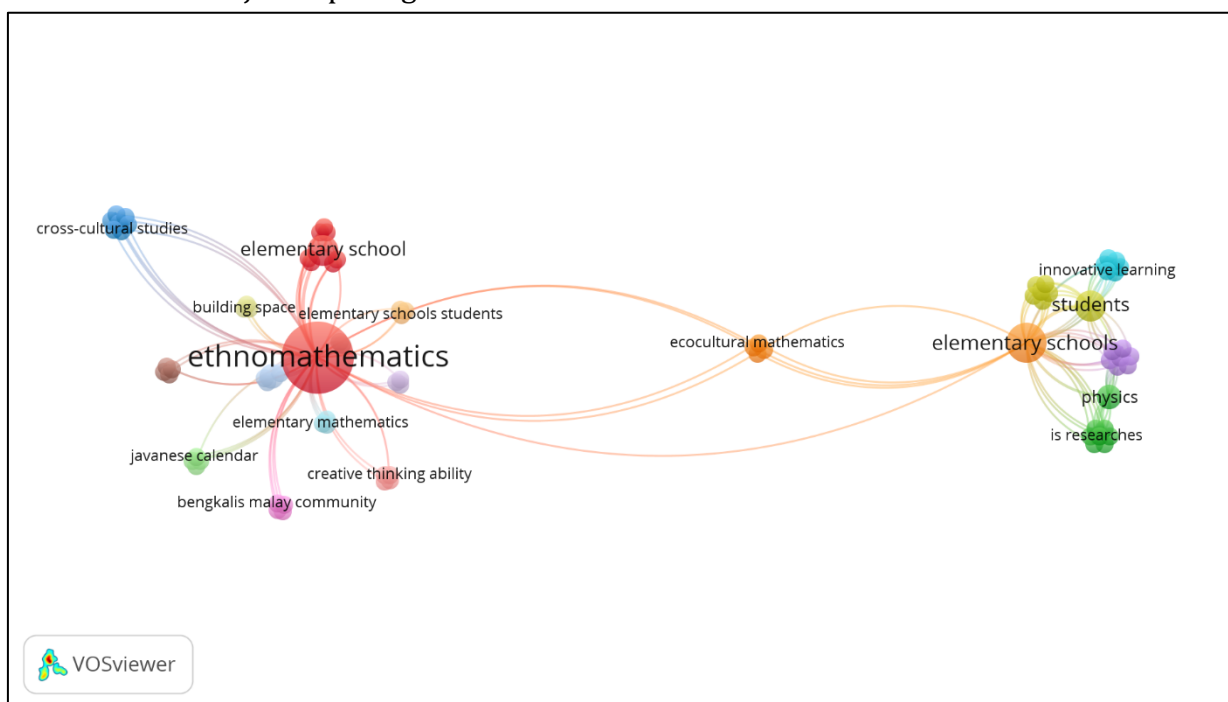 cross-cultural studies
elementary school
building space
elementary schools students
ethnomathematics
elementary mathematics
javanese calendar
creative thinking ability
bengkalis malay community
ecocultural mathematics
innovative learning
students
elementary schools
physics
is researches
VOSviewer